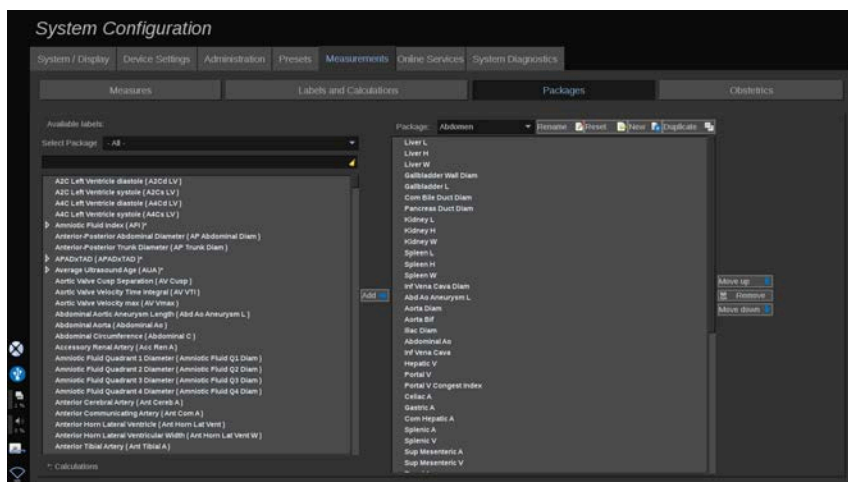 System Configuration
System / Display
Device Settings
Administration
Presets
Measurements
Online Services
System Diagnostics
Measures
Labels and Calculations
Packages
Obstetrics
Available labels:
Select Package
- All -
A2C Left Ventricle diastole ( A2Cd LV )
A2C Left Ventricle systole ( A2Cs LV )
A4C Left Ventricle diastole ( A4Cd LV )
A4C Left Ventricle systole ( A4Cs LV )
Amniotic Fluid Index ( AFI )*
Anterior-Posterior Abdominal Diameter ( AP Abdominal Diam )
Anterior-Posterior Trunk Diameter ( AP Trunk Diam )
APADxTAD ( APADxTAD )*
Average Ultrasound Age ( AUA )*
Aortic Valve Cusp Separation ( AV Cusp )
Aortic Valve Velocity Time Integral ( AV VTI )
Aortic Valve Velocity max ( AV Vmax )
Abdominal Aortic Aneurysm Length ( Abd Ao Aneurysm L )
Abdominal Aorta ( Abdominal Ao )
Abdominal Circumference ( Abdominal C )
Accessory Renal Artery ( Acc Ren A )
Amniotic Fluid Quadrant 1 Diameter ( Amniotic Fluid Q1 Diam )
Amniotic Fluid Quadrant 2 Diameter ( Amniotic Fluid Q2 Diam )
Amniotic Fluid Quadrant 3 Diameter ( Amniotic Fluid Q3 Diam )
Amniotic Fluid Quadrant 4 Diameter ( Amniotic Fluid Q4 Diam )
Anterior Cerebral Artery ( Ant Cereb A )
Anterior Communicating Artery ( Ant Com A )
Anterior Horn Lateral Ventricle ( Ant Horn Lat Vent )
Anterior Horn Lateral Ventricular Width ( Ant Horn Lat Vent W )
Anterior Tibial Artery ( Ant Tibial A )
*: Calculations
Add
Package:
Abdomen
Rename
Reset
New
Duplicate
Liver L
Liver H
Liver W
Gallbladder Wall Diam
Gallbladder L
Com Bile Duct Diam
Pancreas Duct Diam
Kidney L
Kidney H
Kidney W
Spleen L
Spleen H
Spleen W
Inf Vena Cava Diam
Abd Ao Aneurysm L
Aorta Diam
Aorta Bif
Iliac Diam
Abdominal Ao
Inf Vena Cava
Hepatic V
Portal V
Portal V Congest Index
Celiac A
Gastric A
Com Hepatic A
Splenic A
Splenic V
Sup Mesenteric A
Sup Mesenteric V
Move up
Remove
Move down